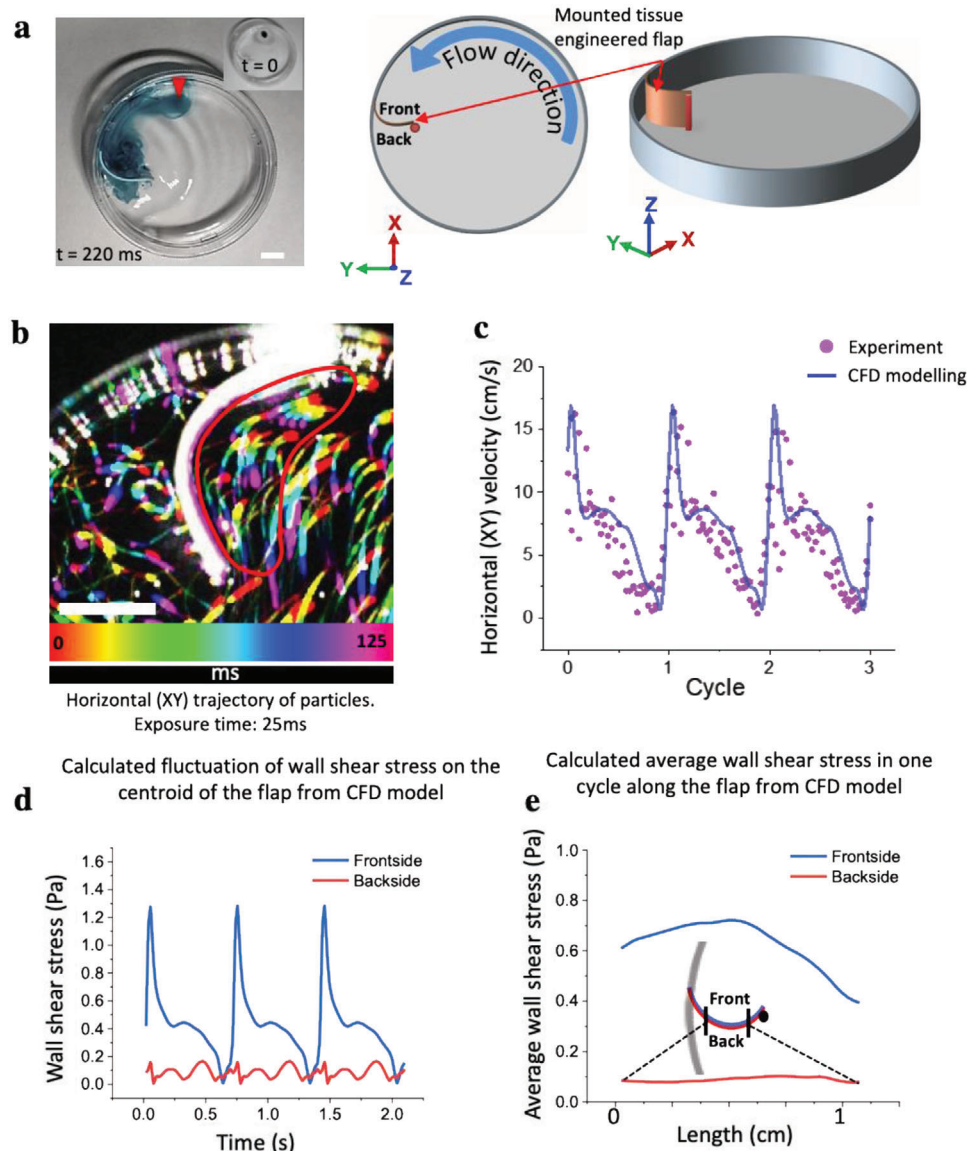 a
t = 0
t = 220 ms
Flow direction
Front
Back
X
Y
Z
Mounted tissue
engineered flap
Z
Y
X
b
0
125
ms
Horizontal (XY) trajectory of particles.
Exposure time: 25ms
c
Experiment
CFD modelling
Horizontal (XY) velocity (cm/s)
20
15
10
5
0
0
1
2
3
Cycle
Calculated fluctuation of wall shear stress on the
centroid of the flap from CFD model
d
Frontside
Backside
Wall shear stress (Pa)
1.6
1.4
1.2
1.0
0.8
0.6
0.4
0.2
0.0
0.0
0.5
1.0
1.5
2.0
Time (s)
Calculated average wall shear stress in one
cycle along the flap from CFD model
e
Frontside
Backside
Average wall shear stress (Pa)
1.0
0.8
0.6
0.4
0.2
0.0
Front
Back
0
1
Length (cm)